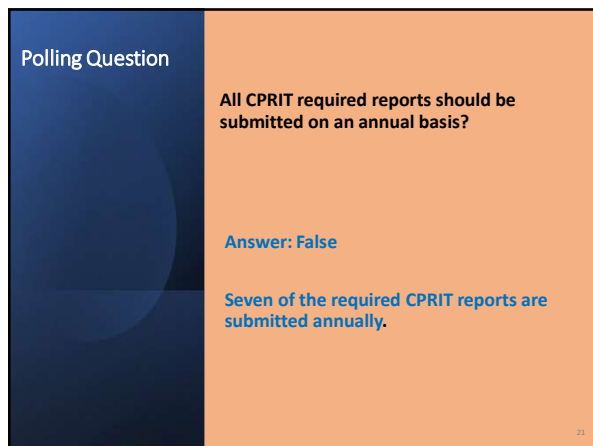 Polling Question
All CPRIT required reports should be
submitted on an annual basis?
Answer: False
Seven of the required CPRIT reports are
submitted annually.
21